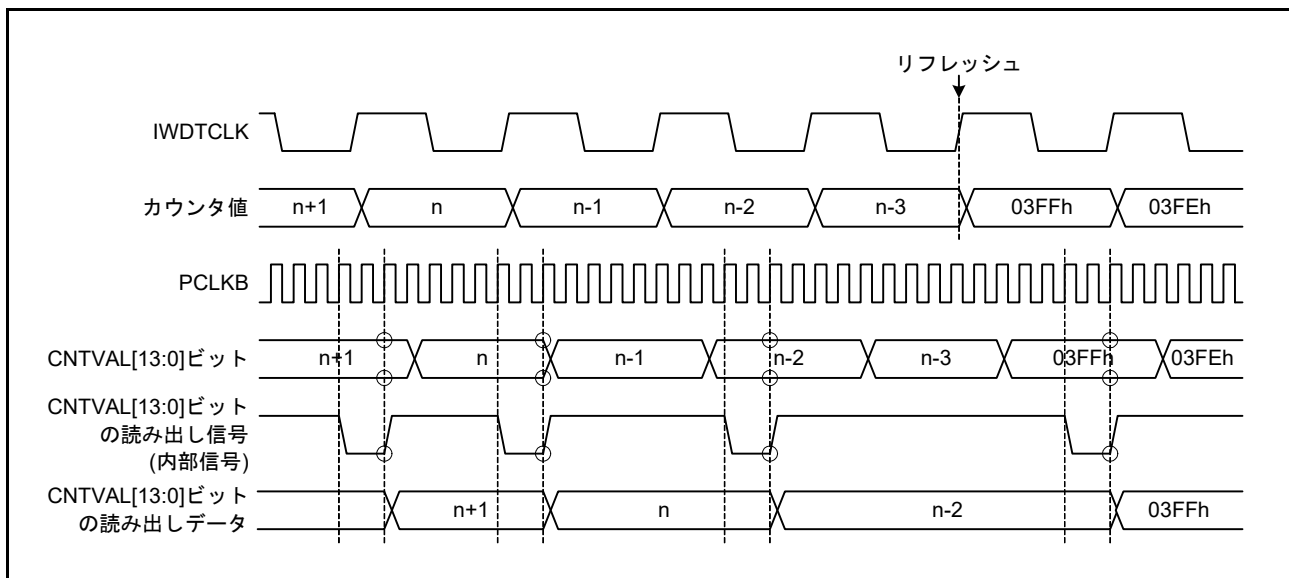 リフレッシュ
IWDTCLK
カウンタ値 n+1 n n-1 n-2 n-3 03FFh 03FEh
PCLKB
CNTVAL[13:0]ビット n+1 n n-1 n-2 n-3 03FFh 03FEh
CNTVAL[13:0]ビット
の読み出し信号
(内部信号)
CNTVAL[13:0]ビット
の読み出しデータ n+1 n n-2 03FFh